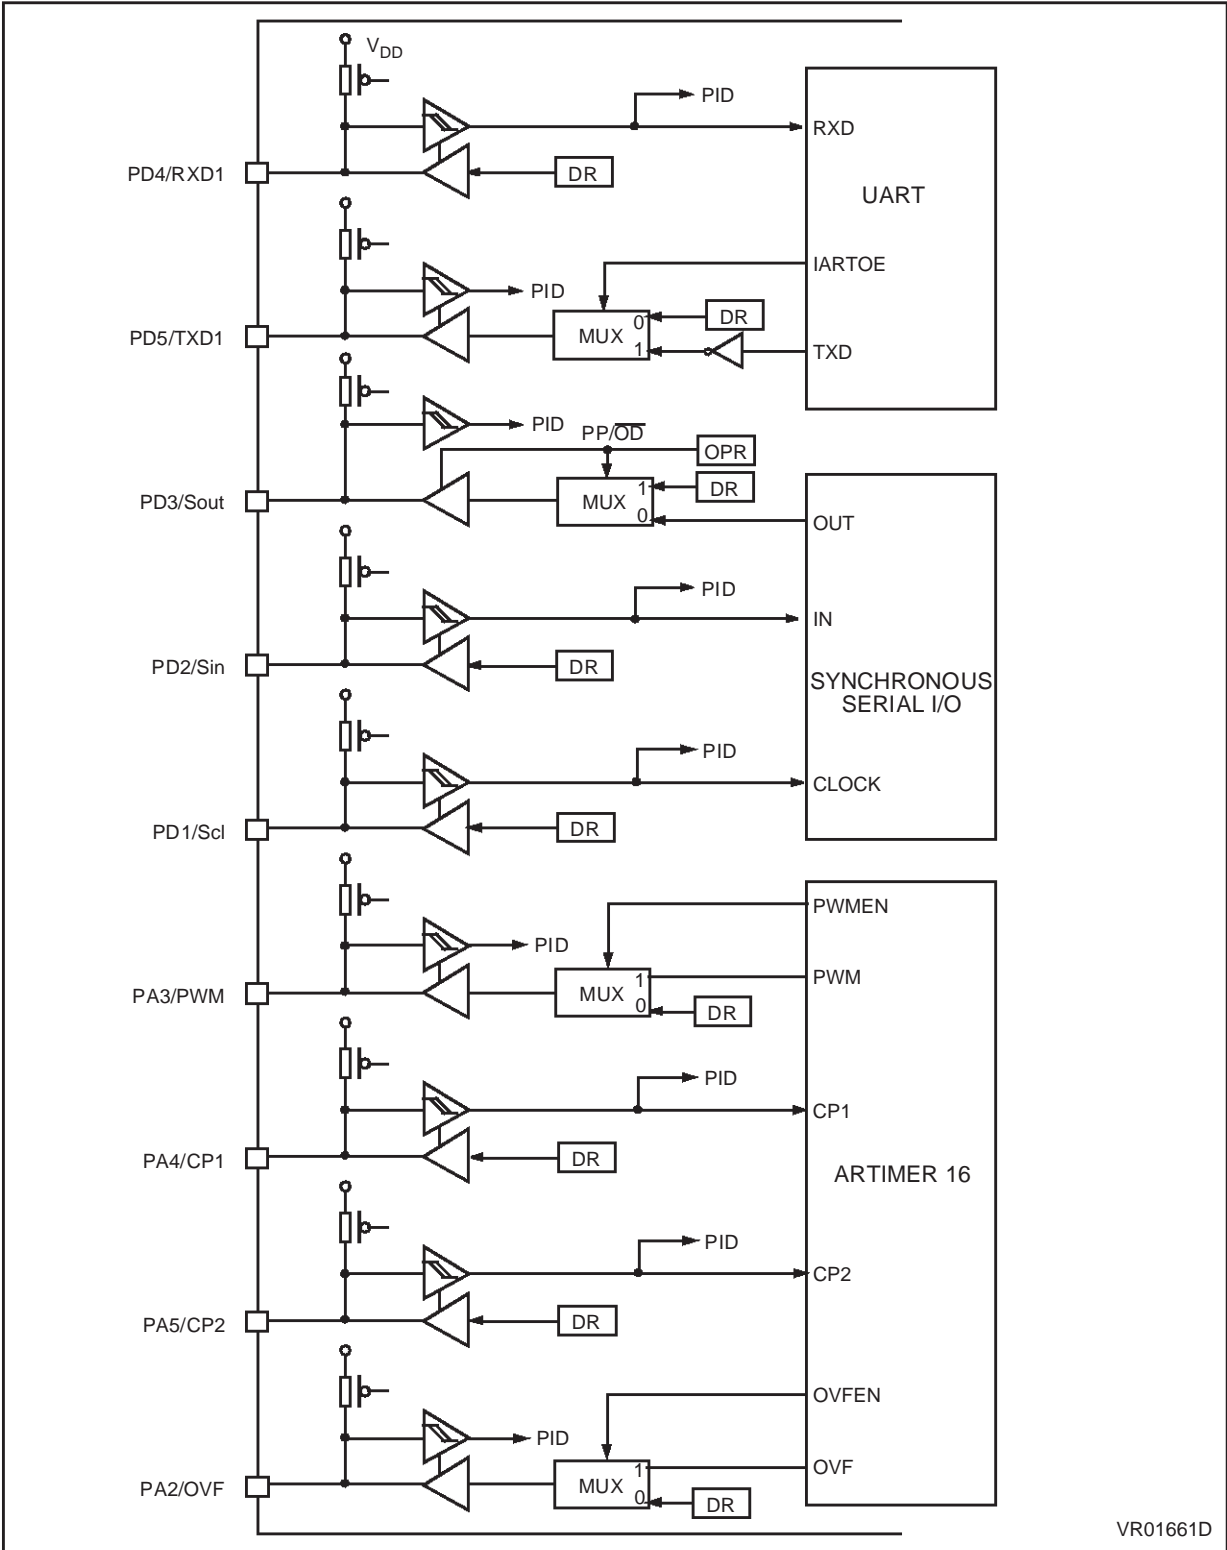 VDD
PID
RXD
PD4/RXD1
DR
UART
IARTOE
PID
DR
0
MUX
1
PD5/TXD1
TXD
PID
PP/OD
OPR
DR
1
MUX
0
PD3/Sout
OUT
PID
IN
PD2/Sin
DR
SYNCHRONOUS
SERIAL I/O
PID
CLOCK
PD1/Scl
DR
PWMEN
PID
1
MUX
0
PWM
PA3/PWM
DR
PID
CP1
PA4/CP1
DR
ARTIMER 16
PID
CP2
PA5/CP2
DR
OVFEN
PID
1
MUX
0
OVF
PA2/OVF
DR
VR01661D